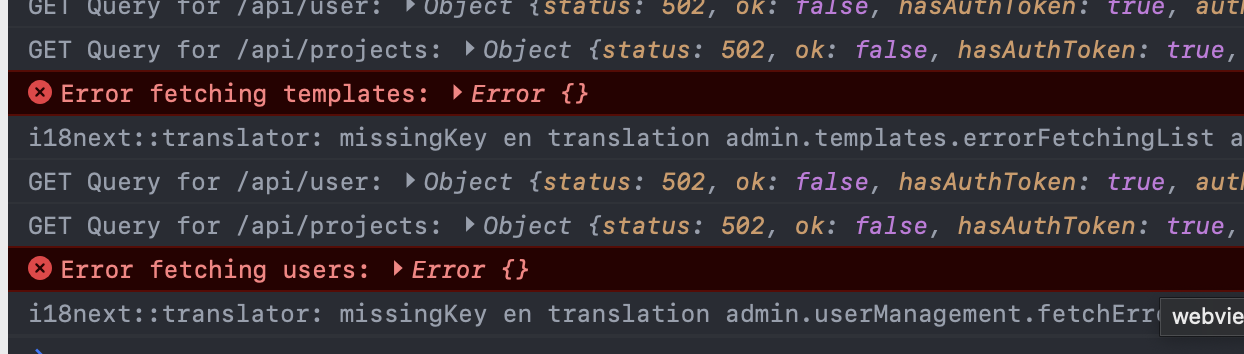 GET Query for /api/user: ▶Object {status: 502, ok: false, hasAuthToken: true,
GET Query for /api/projects: ▶Object {status: 502, ok: false, hasAuthToken: true,
Error fetching templates: ▶Error {}
i18next::translator: missingKey en translation admin.templates.errorFetchingList a
GET Query for /api/user: ▶Object {status: 502, ok: false, hasAuthToken: true,
GET Query for /api/projects: ▶Object {status: 502, ok: false, hasAuthToken: true,
Error fetching users: ▶Error {}
i18next::translator: missingKey en translation admin.userManagement.fetchErr
webvie